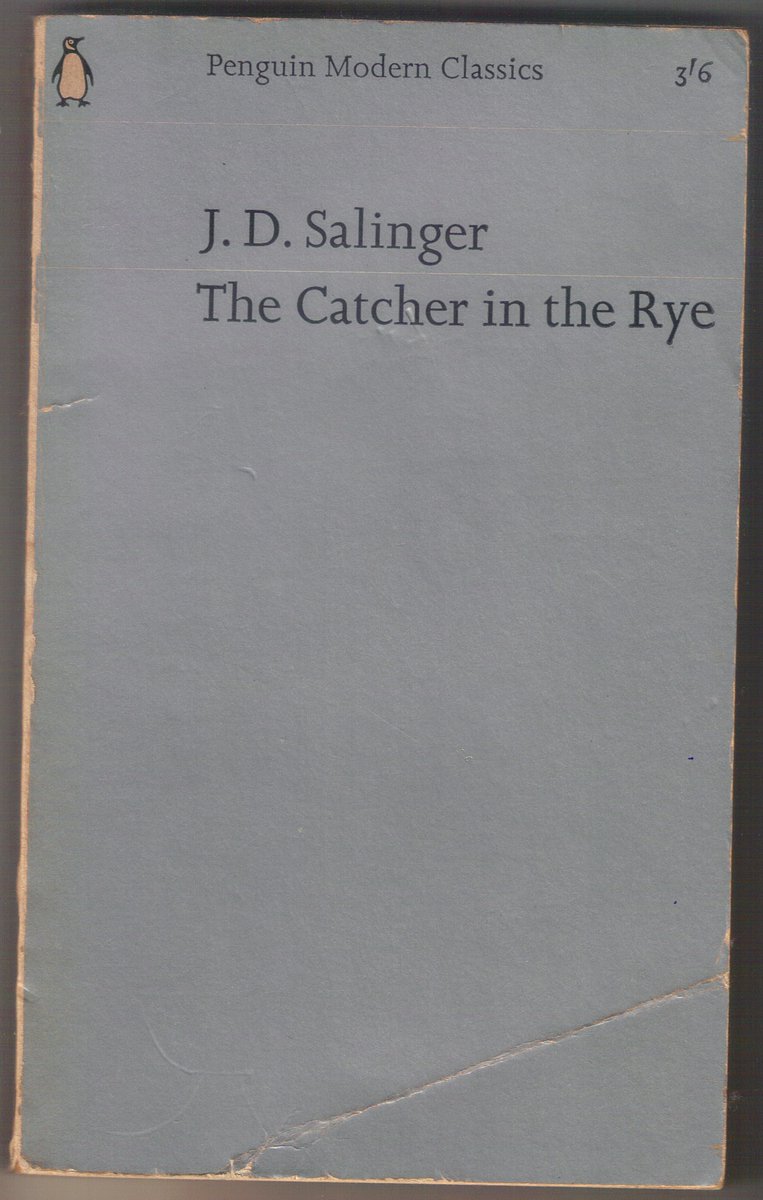 Penguin Modern Classics 3'6
J. D. Salinger
The Catcher in the Rye